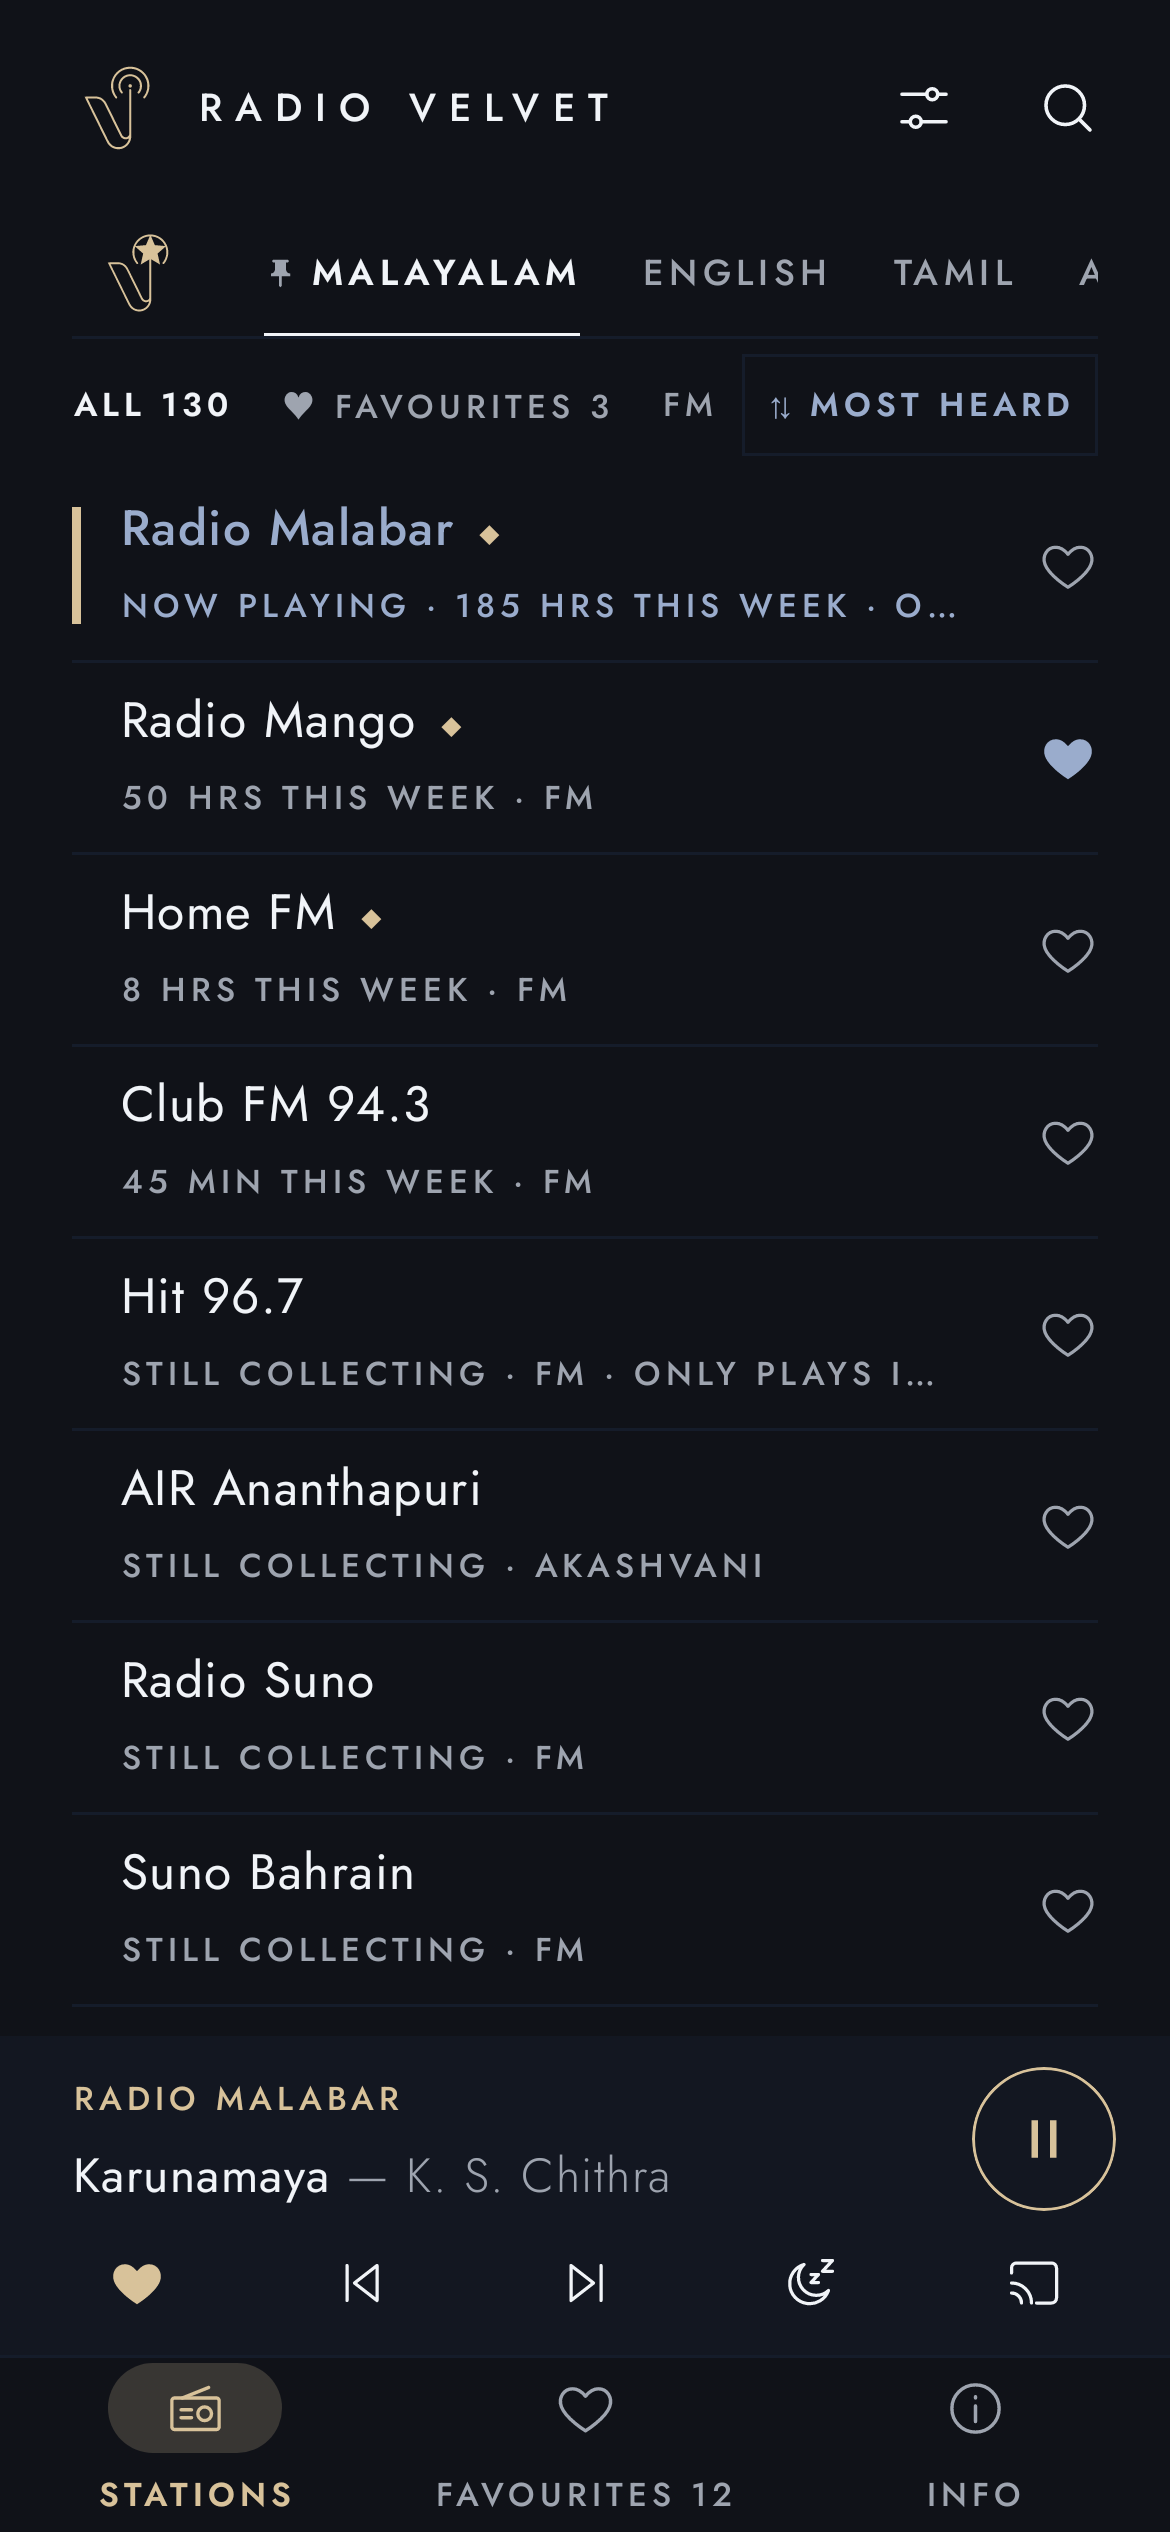 RADIO VELVET
MALAYALAM ENGLISH TAMIL A
ALL 130 FAVOURITES 3 FM MOST HEARD
Radio Malabar
NOW PLAYING · 185 HRS THIS WEEK · O...
Radio Mango
50 HRS THIS WEEK · FM
Home FM
8 HRS THIS WEEK · FM
Club FM 94.3
45 MIN THIS WEEK · FM
Hit 96.7
STILL COLLECTING · FM · ONLY PLAYS I...
AIR Ananthapuri
STILL COLLECTING · AKASHVANI
Radio Suno
STILL COLLECTING · FM
Suno Bahrain
STILL COLLECTING · FM
RADIO MALABAR
Karunamaya — K. S. Chithra
STATIONS FAVOURITES 12 INFO